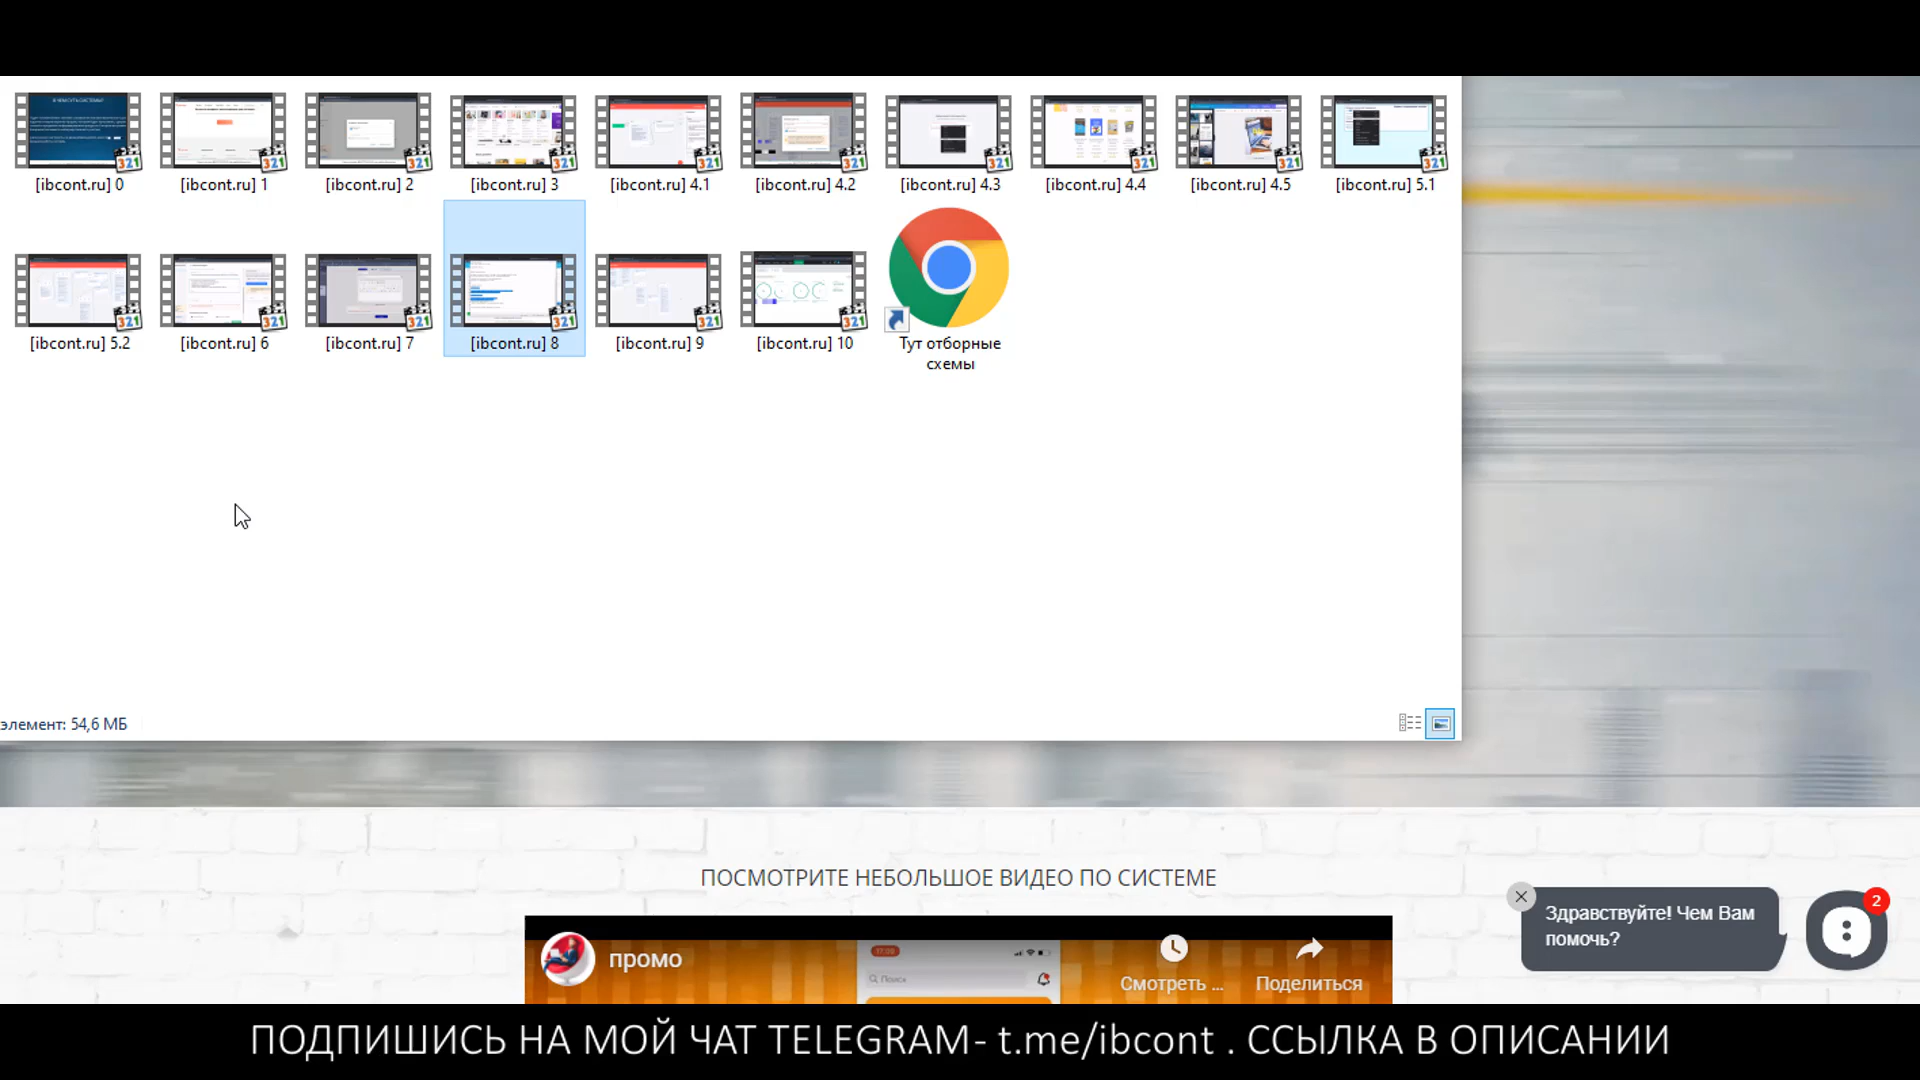 [ibcont.ru] 0
[ibcont.ru] 1
[ibcont.ru] 2
[ibcont.ru] 3
[ibcont.ru] 4.1
[ibcont.ru] 4.2
[ibcont.ru] 4.3
[ibcont.ru] 4.4
[ibcont.ru] 4.5
[ibcont.ru] 5.1
[ibcont.ru] 5.2
[ibcont.ru] 6
[ibcont.ru] 7
[ibcont.ru] 8
[ibcont.ru] 9
[ibcont.ru] 10
Тут отборные
схемы
элемент: 54,6 МБ
ПОСМОТРИТЕ НЕБОЛЬШОЕ ВИДЕО ПО СИСТЕМЕ
промо
Поиск
Смотреть ...
Поделиться
Здравствуйте! Чем Вам
помочь?
2
ПОДПИШИСЬ НА МОЙ ЧАТ TELEGRAM- t.me/ibcont . ССЫЛКА В ОПИСАНИИ